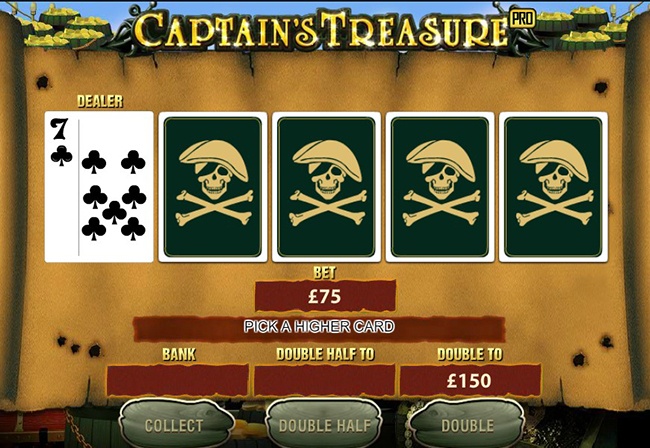 CAPTAIN'S TREASURE PRO
DEALER
7
BET
£75
PICK A HIGHER CARD
BANK DOUBLE HALF TO DOUBLE TO
£150
COLLECT DOUBLE HALF DOUBLE